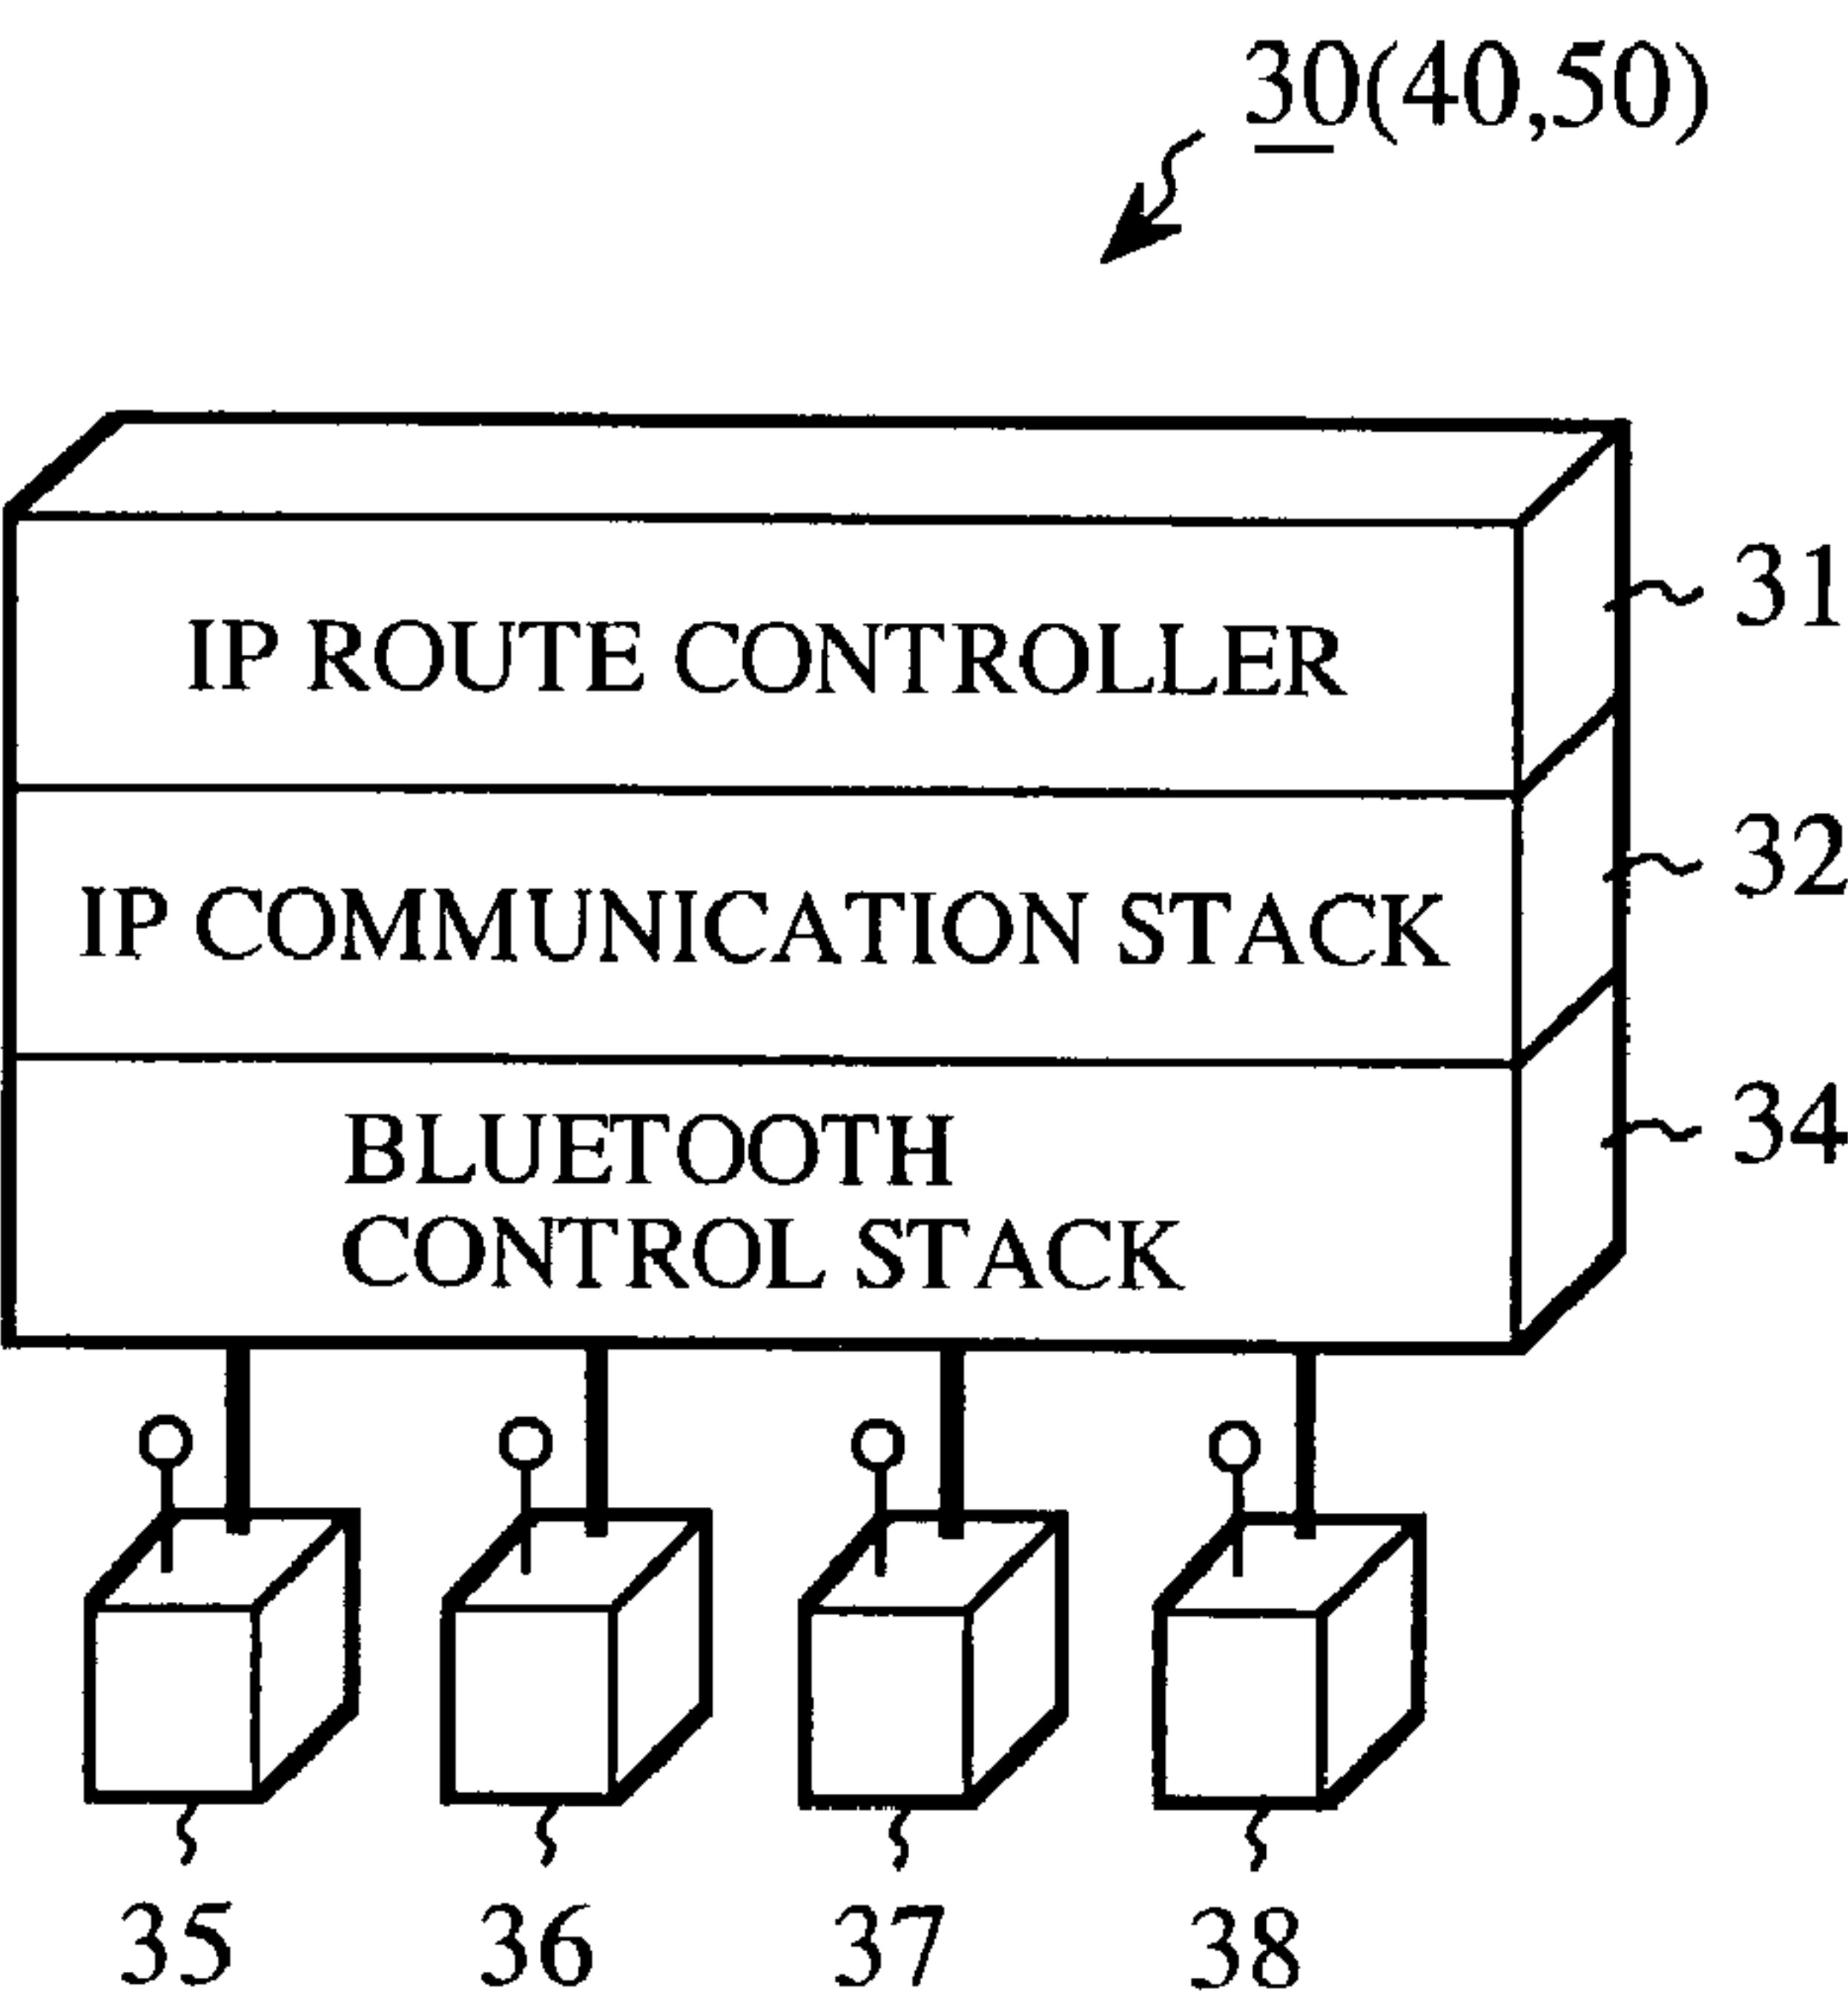 30(40,50)
IP ROUTE CONTROLLER
31
IP COMMUNICATION STACK
32
BLUETOOTH
CONTROL STACK
34
35 36 37 38